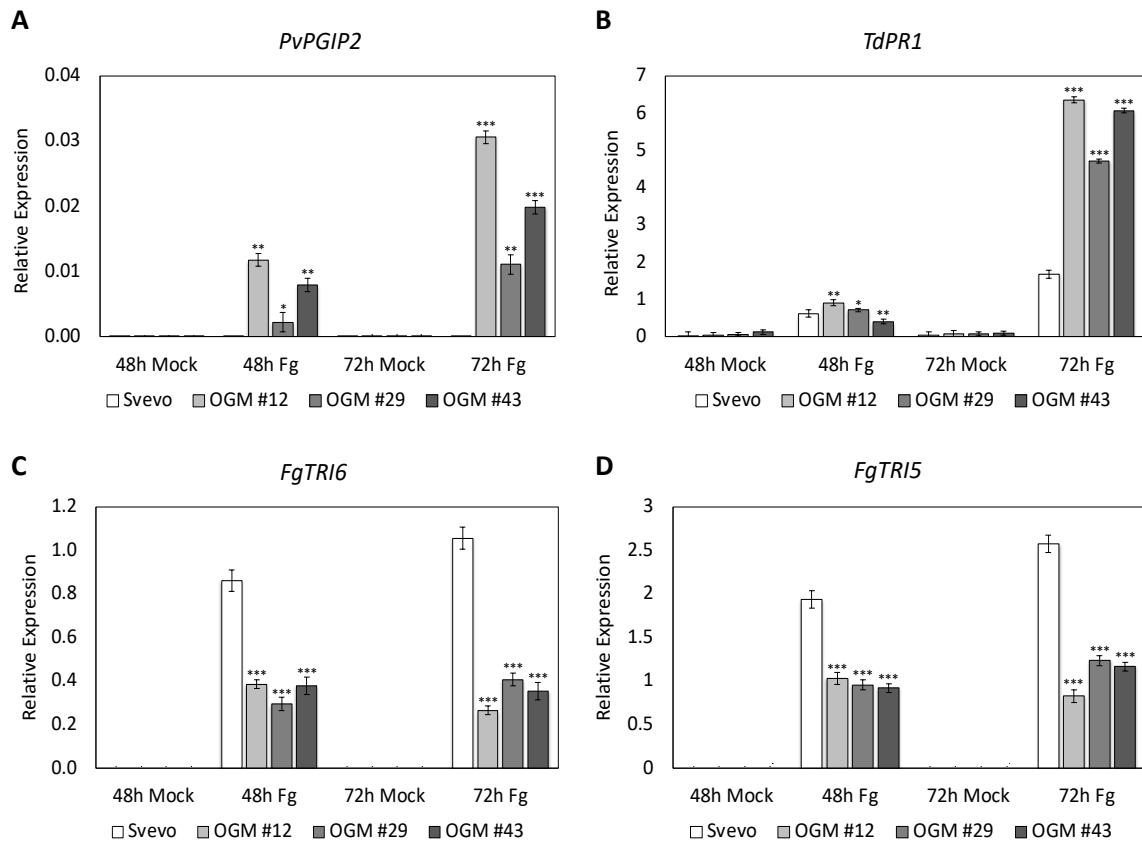 A
PvPGIP2
0.04
0.03
0.02
0.01
0.00
Relative Expression
***
**
**
*
**
***
48h Mock 48h Fg 72h Mock 72h Fg
Svevo OGM #12 OGM #29 OGM #43
B
TdPR1
7
6
5
4
3
2
1
0
Relative Expression
*** ***
***
** * **
48h Mock 48h Fg 72h Mock 72h Fg
Svevo OGM #12 OGM #29 OGM #43
C
FgTRI6
1.2
1.0
0.8
0.6
0.4
0.2
0.0
Relative Expression
*** *** ***
*** *** ***
48h Mock 48h Fg 72h Mock 72h Fg
Svevo OGM #12 OGM #29 OGM #43
D
FgTRI5
3
2.5
2
1.5
1
0.5
0
Relative Expression
*** *** ***
*** *** ***
48h Mock 48h Fg 72h Mock 72h Fg
Svevo OGM #12 OGM #29 OGM #43